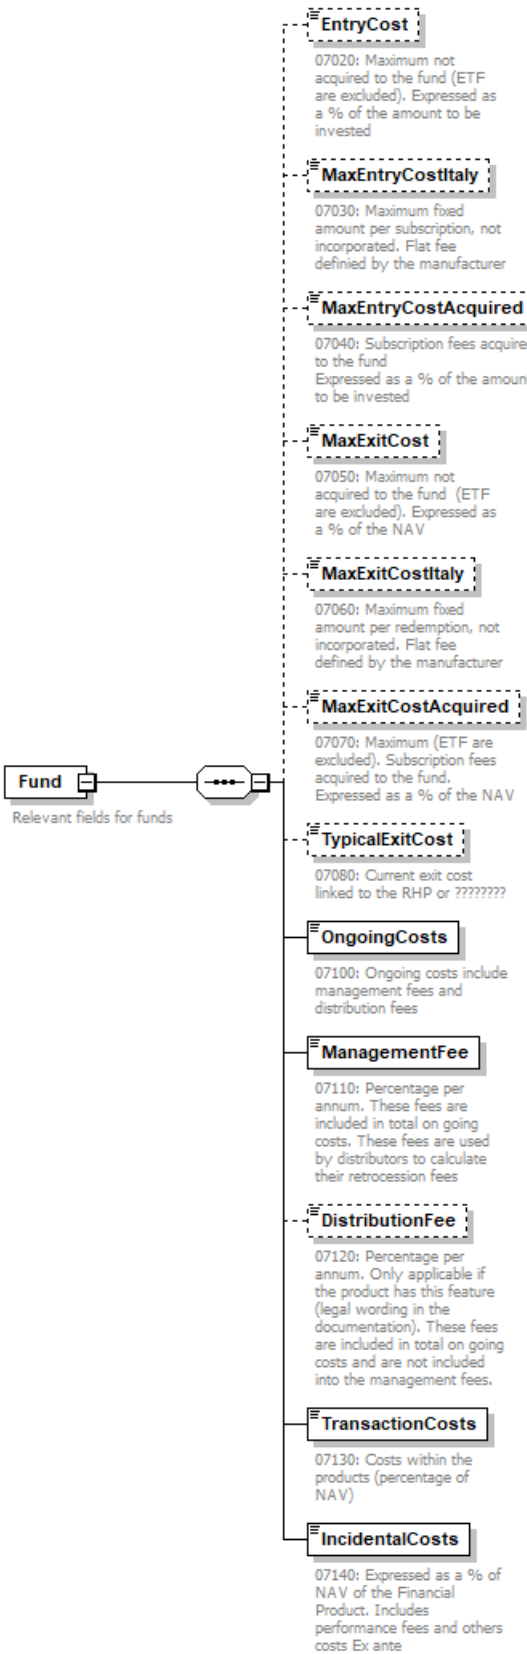 EntryCost
07020: Maximum not
acquired to the fund (ETF
are excluded). Expressed as
a % of the amount to be
invested
MaxEntryCostItaly
07030: Maximum fixed
amount per subscription, not
incorporated. Flat fee
definied by the manufacturer
MaxEntryCostAcquired
07040: Subscription fees acquire
to the fund
Expressed as a % of the amoun
to be invested
MaxExitCost
07050: Maximum not
acquired to the fund (ETF
are excluded). Expressed as
a % of the NAV
MaxExitCostItaly
07060: Maximum fixed
amount per redemption, not
incorporated. Flat fee
defined by the manufacturer
MaxExitCostAcquired
07070: Maximum (ETF are
excluded). Subscription fees
acquired to the fund.
Expressed as a % of the NAV
Fund
Relevant fields for funds
TypicalExitCost
07080: Current exit cost
linked to the RHP or ????????
OngoingCosts
07100: Ongoing costs include
management fees and
distribution fees
ManagementFee
07110: Percentage per
annum. These fees are
included in total on going
costs. These fees are used
by distributors to calculate
their retrocession fees
DistributionFee
07120: Percentage per
annum. Only applicable if
the product has this feature
(legal wording in the
documentation). These fees
are included in total on going
costs and are not included
into the management fees.
TransactionCosts
07130: Costs within the
products (percentage of
NAV)
IncidentalCosts
07140: Expressed as a % of
NAV of the Financial
Product. Includes
performance fees and others
costs Ex ante